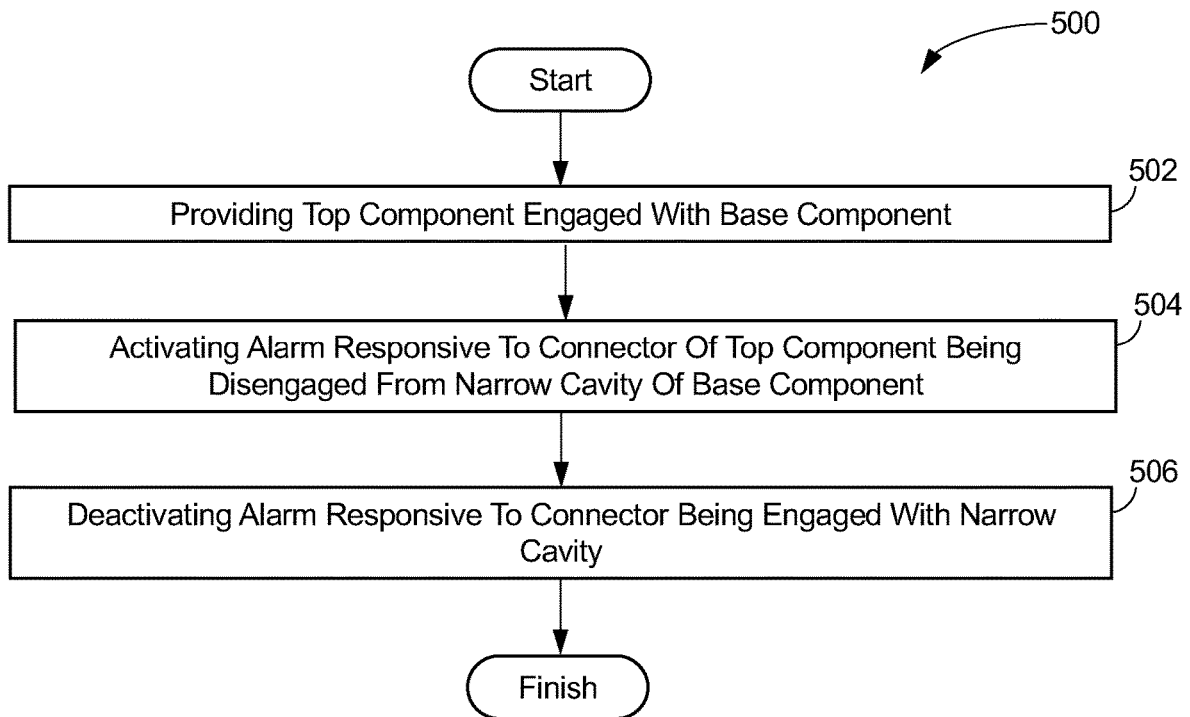 500
Start
502
Providing Top Component Engaged With Base Component
504
Activating Alarm Responsive To Connector Of Top Component Being
Disengaged From Narrow Cavity Of Base Component
506
Deactivating Alarm Responsive To Connector Being Engaged With Narrow
Cavity
Finish